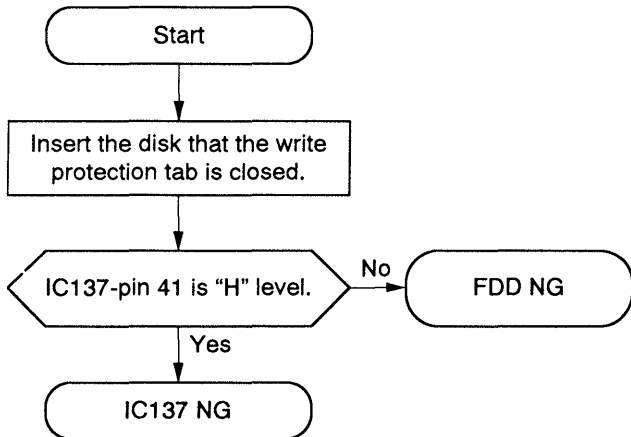 Start
Insert the disk that the write
protection tab is closed.
IC137-pin 41 is “H” level.
No
FDD NG
Yes
IC137 NG